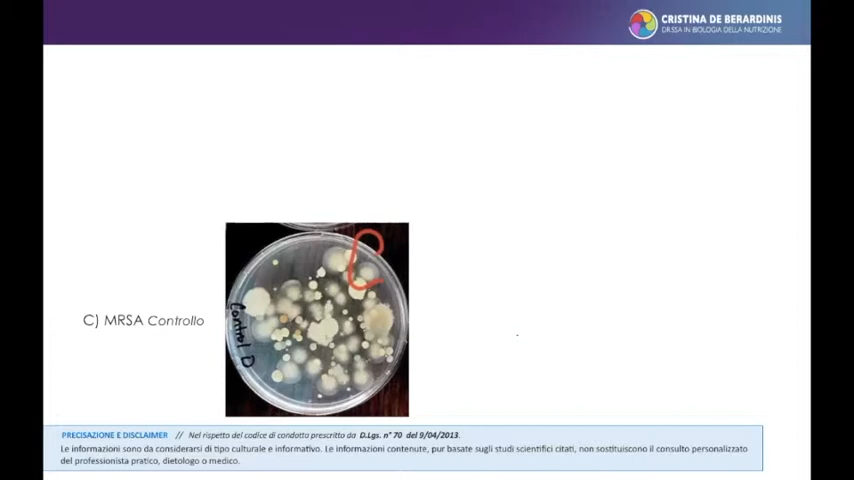 CRISTINA DE BERARDINIS
DR.SSA IN BIOLOGIA DELLA NUTRIZIONE
C) MRSA Controllo
C
Control D
PRECISAZIONE E DISCLAIMER // Nel rispetto del codice di condotta prescritto da D.Lgs. n° 70 del 9/04/2013.
Le informazioni sono da considerarsi di tipo culturale e informativo. Le informazioni contenute, pur basate sugli studi scientifici citati, non sostituiscono il consulto personalizzato
del professionista pratico, dietologo o medico.